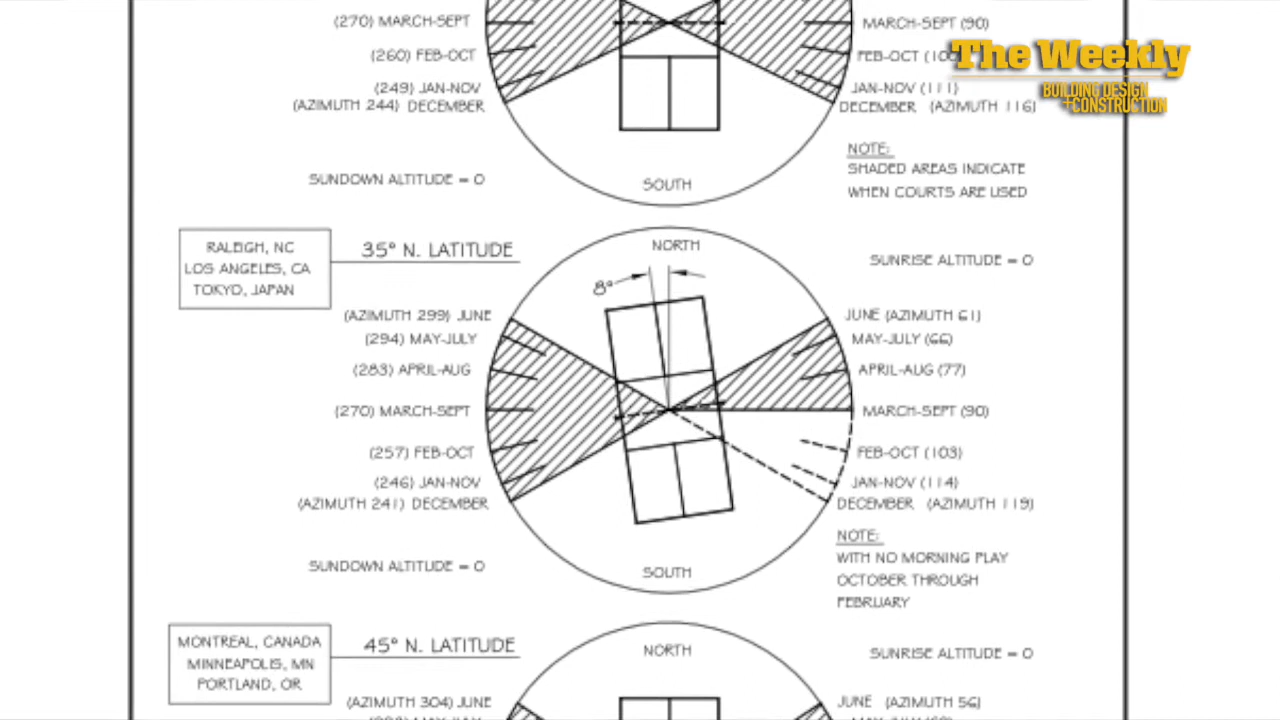 (270) MARCH-SEPT
MARCH-SEPT (90)
(260) FEB-OCT
FEB-OCT
The Weekly
(249) JAN-NOV
JAN-NOV (111)
BUILDING DESIGN
+CONSTRUCTION
(AZIMUTH 244) DECEMBER
DECEMBER (AZIMUTH 116)
NOTE:
SHADED AREAS INDICATE
WHEN COURTS ARE USED
SUNDOWN ALTITUDE = 0
SOUTH
RALEIGH, NC
LOS ANGELES, CA
TOKYO, JAPAN
35° N. LATITUDE
NORTH
SUNRISE ALTITUDE = 0
8°
(AZIMUTH 299) JUNE
JUNE (AZIMUTH 61)
(294) MAY-JULY
MAY-JULY (66)
(283) APRIL-AUG
APRIL-AUG (77)
(270) MARCH-SEPT
MARCH-SEPT (90)
(257) FEB-OCT
FEB-OCT (103)
(246) JAN-NOV
JAN-NOV (114)
(AZIMUTH 241) DECEMBER
DECEMBER (AZIMUTH 119)
NOTE:
WITH NO MORNING PLAY
OCTOBER THROUGH
FEBRUARY
SUNDOWN ALTITUDE = 0
SOUTH
MONTREAL, CANADA
MINNEAPOLIS, MN
PORTLAND, OR
45° N. LATITUDE
NORTH
SUNRISE ALTITUDE = 0
(AZIMUTH 304) JUNE
JUNE (AZIMUTH 56)